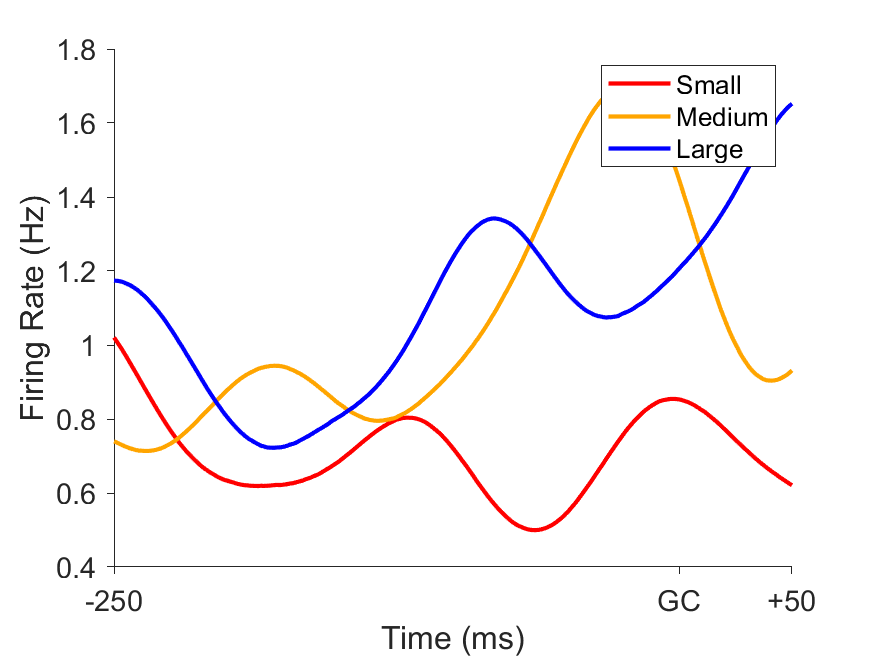 1.8
1.6
1.4
1.2
1
0.8
0.6
0.4
Firing Rate (Hz)
Small
Medium
Large
-250
GC
+50
Time (ms)